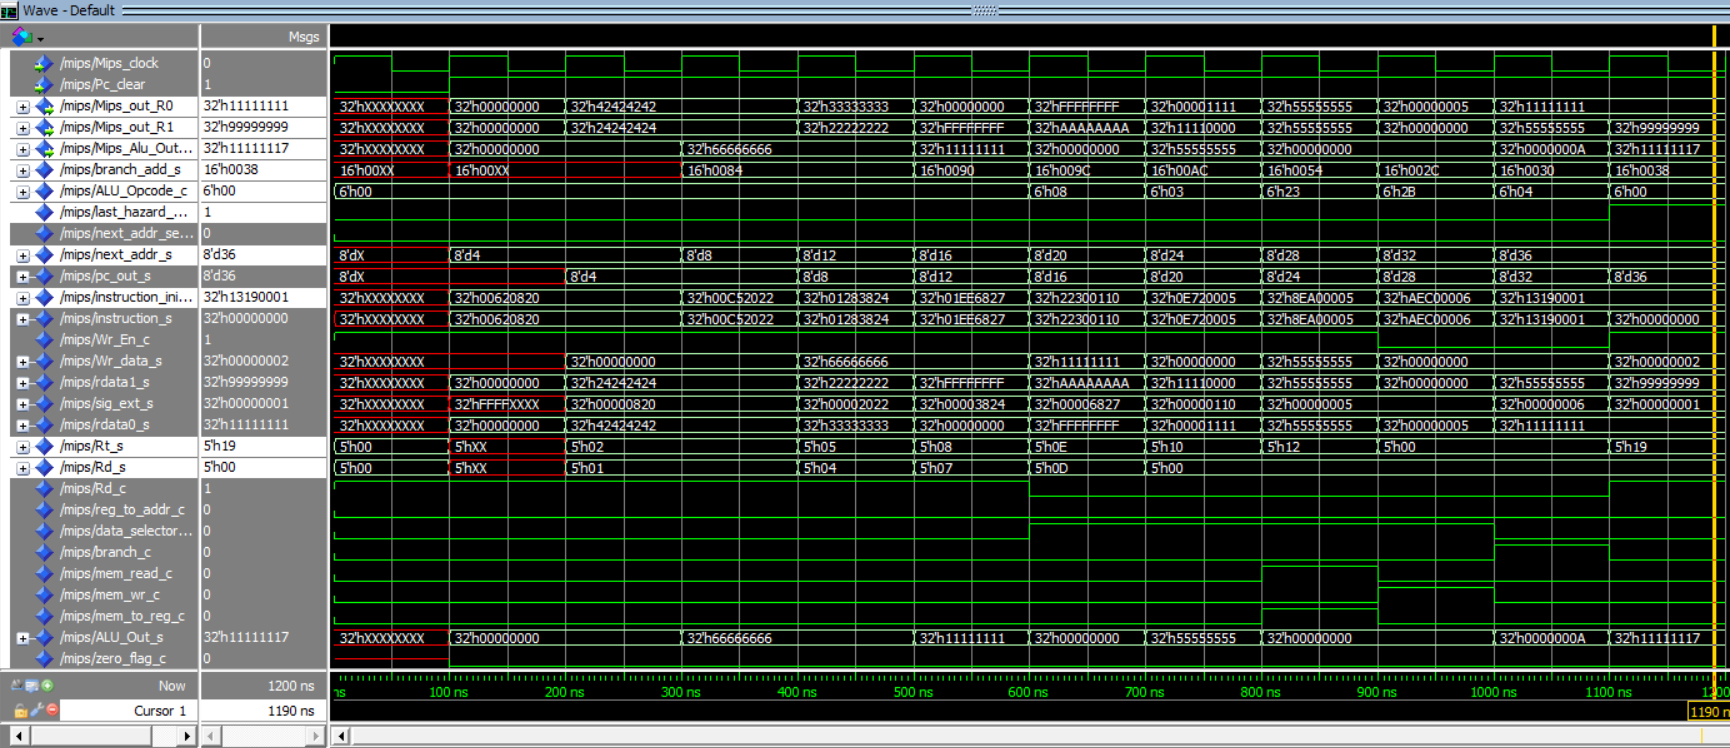 Wave - Default
Msgs
/mips/Mips_clock 0
/mips/Pc_clear 1
/mips/Mips_out_R0 32'h11111111 32'hXXXXXXXX 32'h00000000 32'h42424242 32'h33333333 32'h00000000 32'hFFFFFFFF 32'h00001111 32'h55555555 32'h00000005 32'h11111111
/mips/Mips_out_R1 32'h99999999 32'hXXXXXXXX 32'h00000000 32'h24242424 32'h22222222 32'hFFFFFFFF 32'hAAAAAAAA 32'h11110000 32'h55555555 32'h00000000 32'h55555555 32'h99999999
/mips/Mips_Alu_Out... 32'h11111117 32'hXXXXXXXX 32'h00000000 32'h66666666 32'h11111111 32'h00000000 32'h55555555 32'h00000000 32'h0000000A 32'h11111117
/mips/branch_add_s 16'h0038 16'h00XX 16'h00XX 16'h0084 16'h0090 16'h009C 16'h00AC 16'h0054 16'h002C 16'h0030 16'h0038
/mips/ALU_Opcode_c 6'h00 6'h00 6'h08 6'h03 6'h23 6'h2B 6'h04 6'h00
/mips/last_hazard_... 1
/mips/next_addr_se... 0
/mips/next_addr_s 8'd36 8'dX 8'd4 8'd8 8'd12 8'd16 8'd20 8'd24 8'd28 8'd32 8'd36
/mips/pc_out_s 8'd36 8'dX 8'd4 8'd8 8'd12 8'd16 8'd20 8'd24 8'd28 8'd32 8'd36
/mips/instruction_ini... 32'h13190001 32'hXXXXXXXX 32'h00620820 32'h00C52022 32'h01283824 32'h01EE6827 32'h22300110 32'h0E720005 32'h8EA00005 32'hAEC00006 32'h13190001
/mips/instruction_s 32'h00000000 32'hXXXXXXXX 32'h00620820 32'h00C52022 32'h01283824 32'h01EE6827 32'h22300110 32'h0E720005 32'h8EA00005 32'hAEC00006 32'h13190001 32'h00000000
/mips/Wr_En_c 1
/mips/Wr_data_s 32'h00000002 32'hXXXXXXXX 32'h00000000 32'h66666666 32'h11111111 32'h00000000 32'h55555555 32'h00000000 32'h00000002
/mips/rdata1_s 32'h99999999 32'hXXXXXXXX 32'h00000000 32'h24242424 32'h22222222 32'hFFFFFFFF 32'hAAAAAAAA 32'h11110000 32'h55555555 32'h00000000 32'h55555555 32'h99999999
/mips/sig_ext_s 32'h00000001 32'hXXXXXXXX 32'hFFFFXXXX 32'h00000820 32'h00002022 32'h00003824 32'h00006827 32'h00000110 32'h00000005 32'h00000006 32'h00000001
/mips/rdata0_s 32'h11111111 32'hXXXXXXXX 32'h00000000 32'h42424242 32'h33333333 32'h00000000 32'hFFFFFFFF 32'h00001111 32'h55555555 32'h00000005 32'h11111111
/mips/Rt_s 5'h19 5'h00 5'hXX 5'h02 5'h05 5'h08 5'h0E 5'h10 5'h12 5'h00 5'h19
/mips/Rd_s 5'h00 5'h00 5'hXX 5'h01 5'h04 5'h07 5'h0D 5'h00
/mips/Rd_c 1
/mips/reg_to_addr_c 0
/mips/data_selector... 0
/mips/branch_c 0
/mips/mem_read_c 0
/mips/mem_wr_c 0
/mips/mem_to_reg_c 0
/mips/ALU_Out_s 32'h11111117 32'hXXXXXXXX 32'h00000000 32'h66666666 32'h11111111 32'h00000000 32'h55555555 32'h00000000 32'h0000000A 32'h11111117
/mips/zero_flag_c 0
Now 1200 ns ns 100 ns 200 ns 300 ns 400 ns 500 ns 600 ns 700 ns 800 ns 900 ns 1000 ns 1100 ns 1200
Cursor 1 1190 ns 1190 n